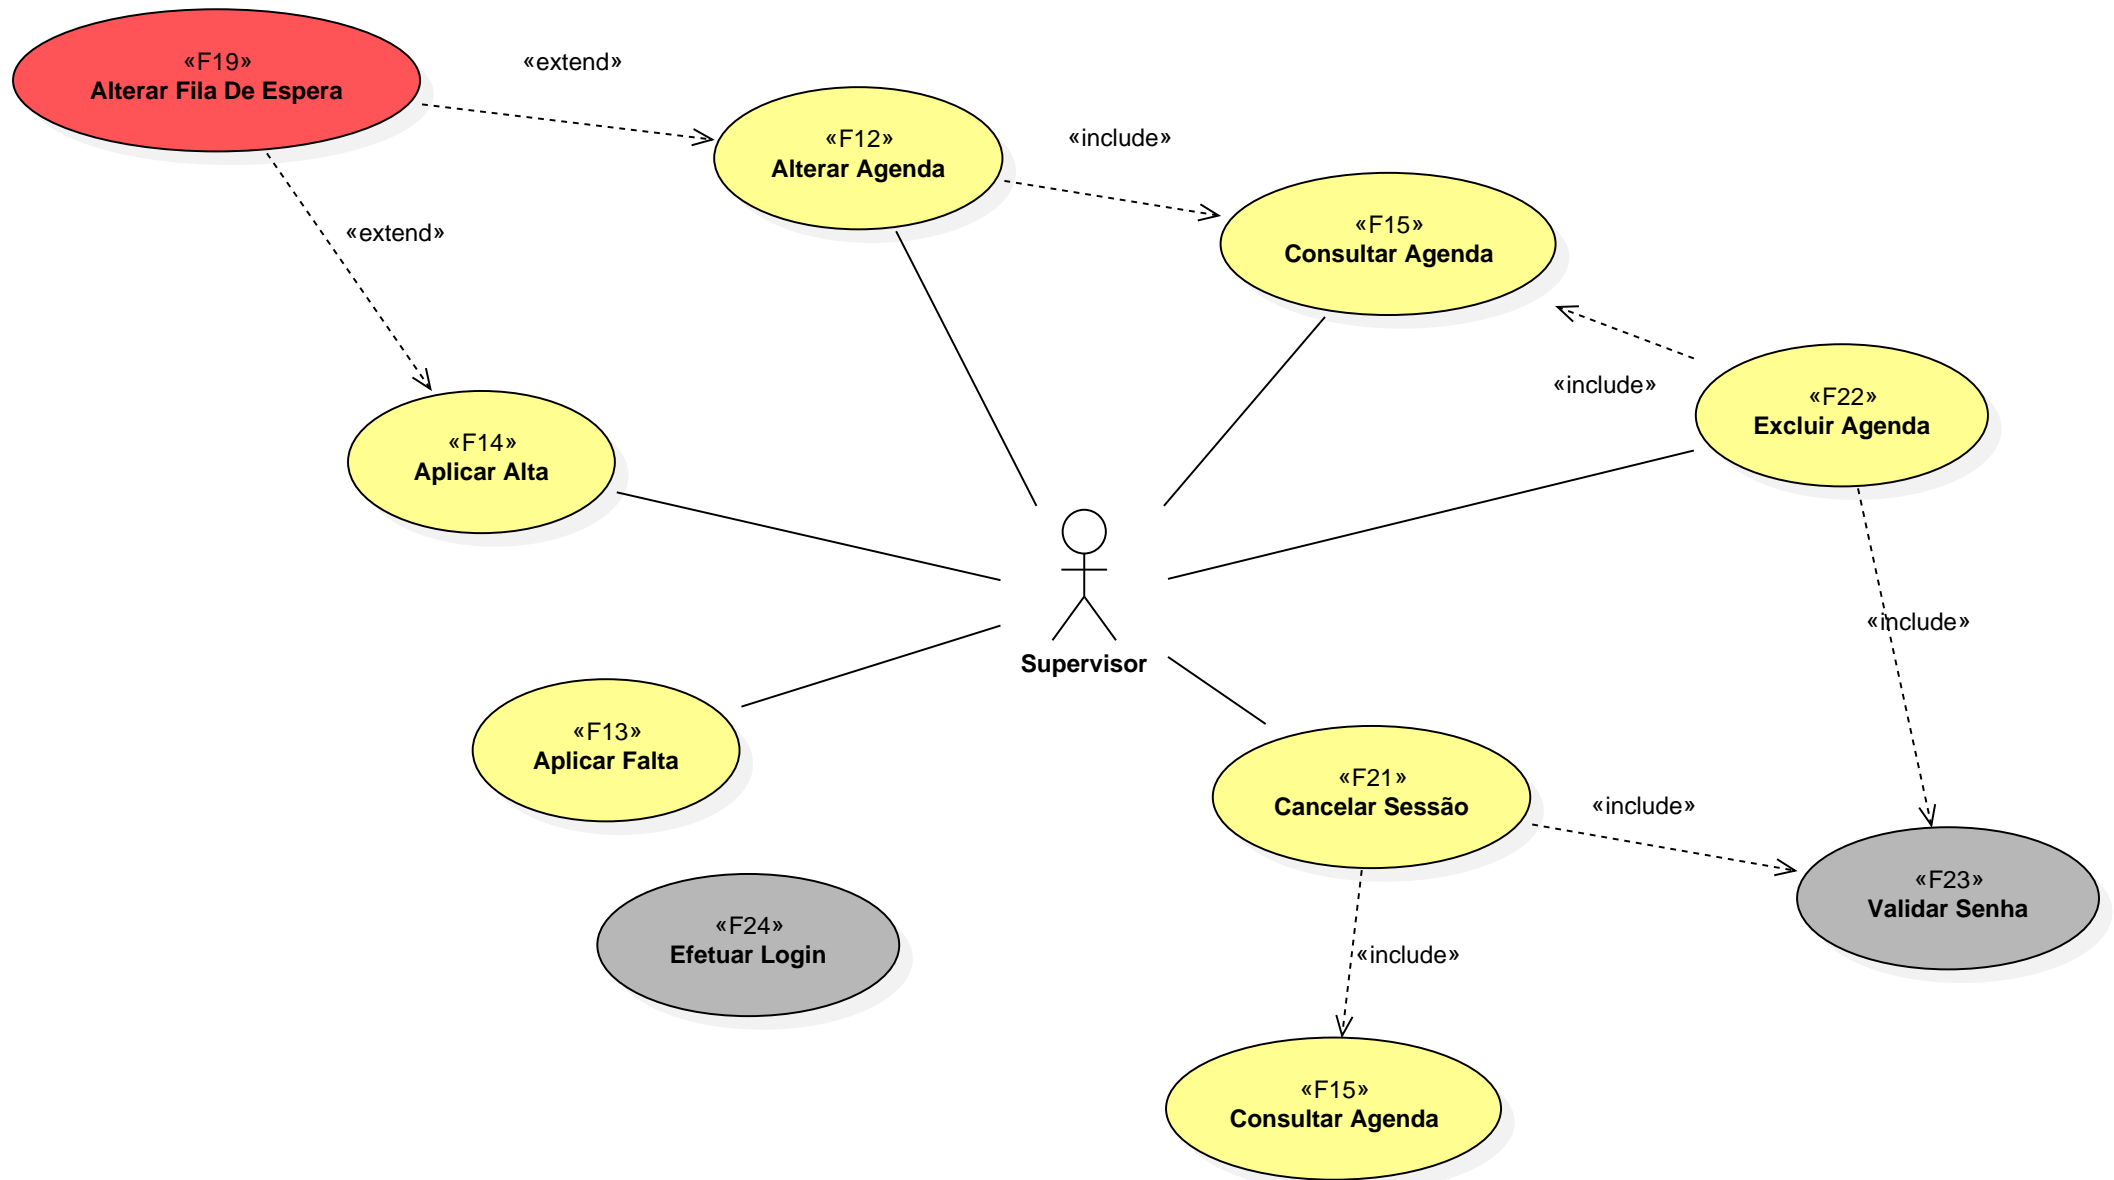 «F19»
Alterar Fila De Espera
«extend»
«F12»
Alterar Agenda
«include»
«F15»
Consultar Agenda
«extend»
«include»
«F22»
Excluir Agenda
«F14»
Aplicar Alta
Supervisor
«include»
«F13»
Aplicar Falta
«F21»
Cancelar Sessão
«include»
«F23»
Validar Senha
«F24»
Efetuar Login
«include»
«F15»
Consultar Agenda